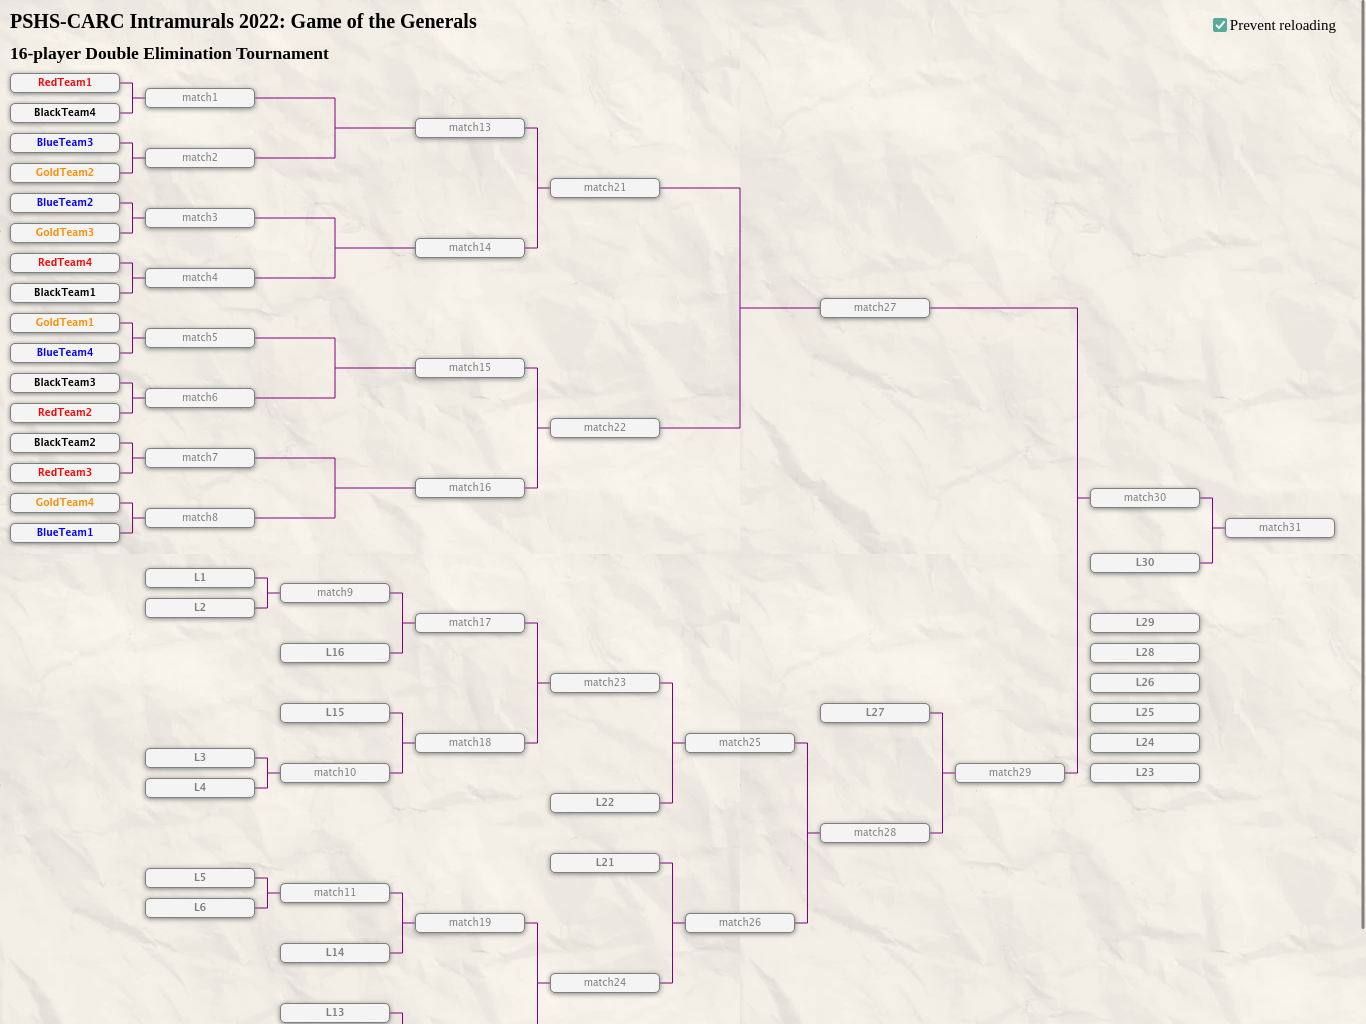 PSHS-CARC Intramurals 2022: Game of the Generals
Prevent reloading
16-player Double Elimination Tournament
RedTeam1
match1
BlackTeam4
match13
BlueTeam3
match2
GoldTeam2
match21
BlueTeam2
match3
GoldTeam3
match14
RedTeam4
match4
BlackTeam1
match27
GoldTeam1
match5
BlueTeam4
match15
BlackTeam3
match6
RedTeam2
match22
BlackTeam2
match7
RedTeam3
match16
GoldTeam4
match30
match8
match31
BlueTeam1
L30
L1
match9
L2
match17
L29
L16
L28
match23
L26
L15
L27
L25
match18
match25
L24
L3
match10
match29
L23
L4
L22
match28
L21
L5
match11
L6
match19
match26
L14
match24
L13